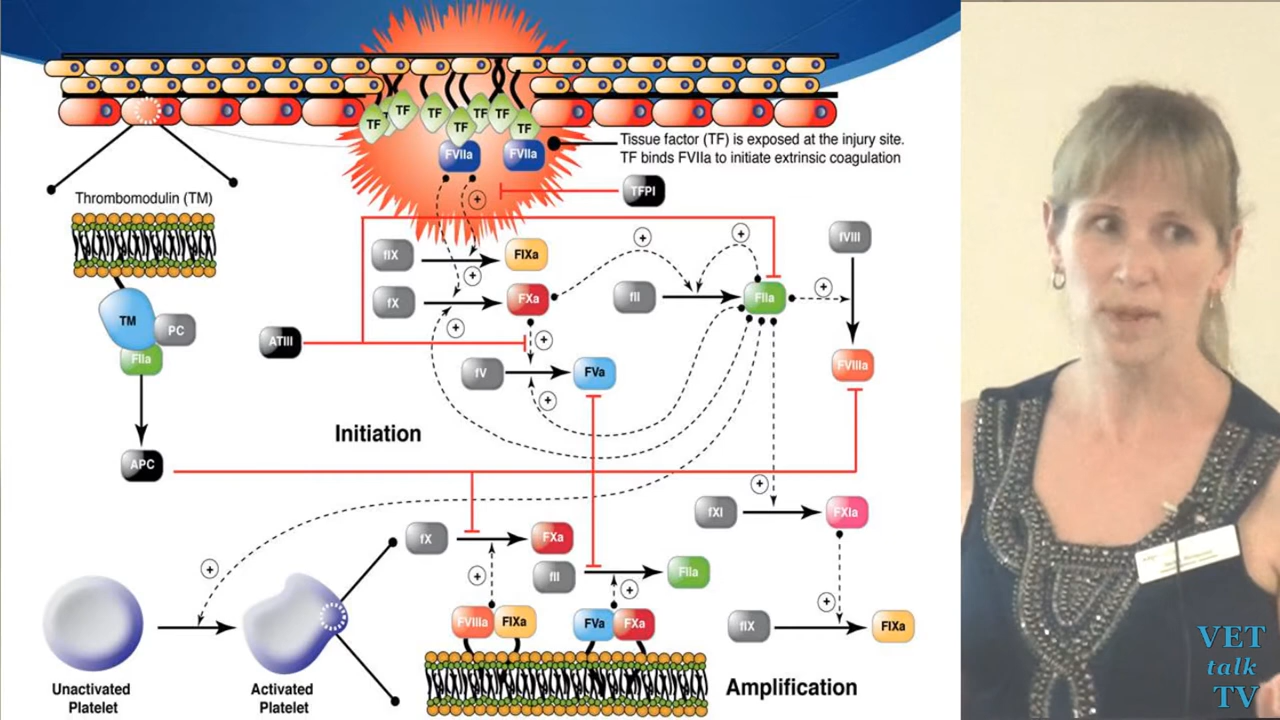 TF
TF
TF
TF
TF
TF
TF
FVIIa
FVIIa
Tissue factor (TF) is exposed at the injury site.
TF binds FVIIa to initiate extrinsic coagulation
TFPI
Thrombomodulin (TM)
+
fIX
FIXa
+
fX
FXa
+
+
+
fII
FIIa
+
fVIII
TM
PC
FIIa
ATIII
+
fV
FVa
+
FVIIIa
Initiation
APC
+
fXI
FXIa
fX
FXa
fII
FIIa
+
+
+
+
FVIIIa
FIXa
FVa
FXa
fIX
FIXa
Unactivated
Platelet
Activated
Platelet
Amplification
VET
talk
TV